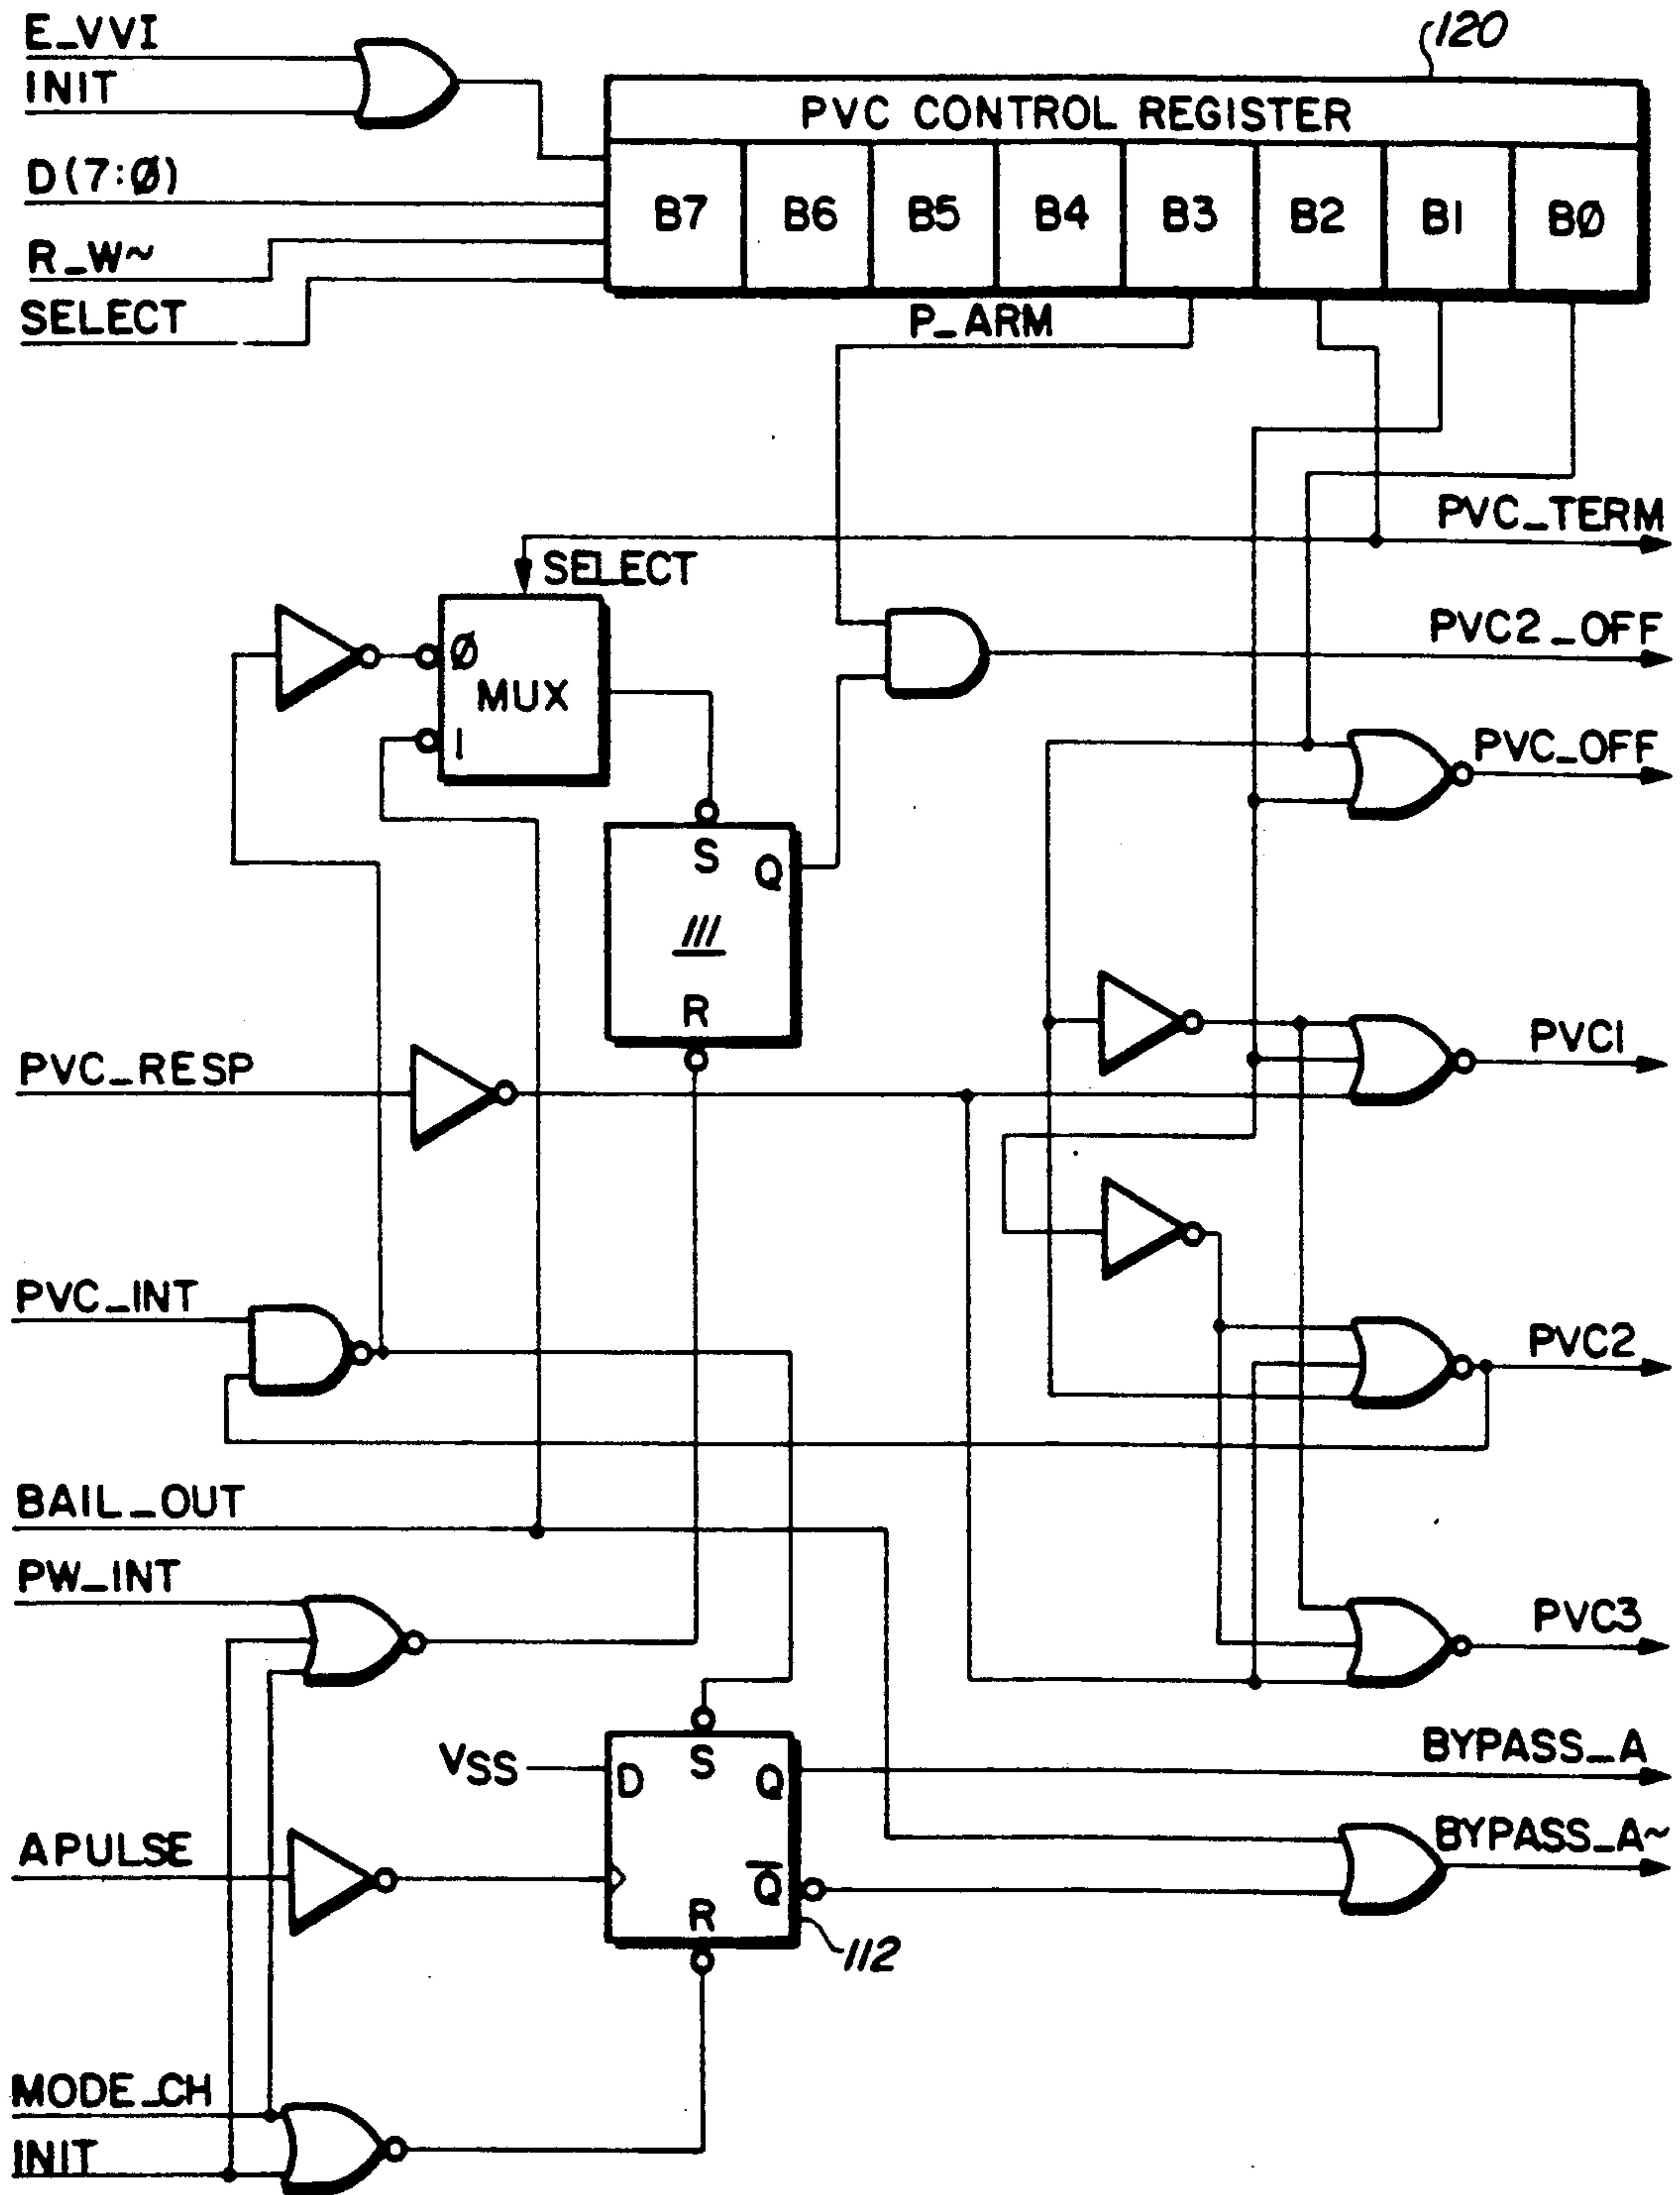 E_VVI
120
INIT
PVC CONTROL REGISTER
D(7:Ø)
B7 B6 B5 B4 B3 B2 B1 BØ
R_W~
SELECT
P_ARM
PVC_TERM
SELECT
PVC2_OFF
Ø
MUX
1
PVC_OFF
S
Q
111
R
PVC_RESP
PVC1
PVC_INT
PVC2
BAIL_OUT
PW_INT
PVC3
VSS
D
S
Q
BYPASS_A
APULSE
BYPASS_A~
Q̅
R
112
MODE_CH
INIT